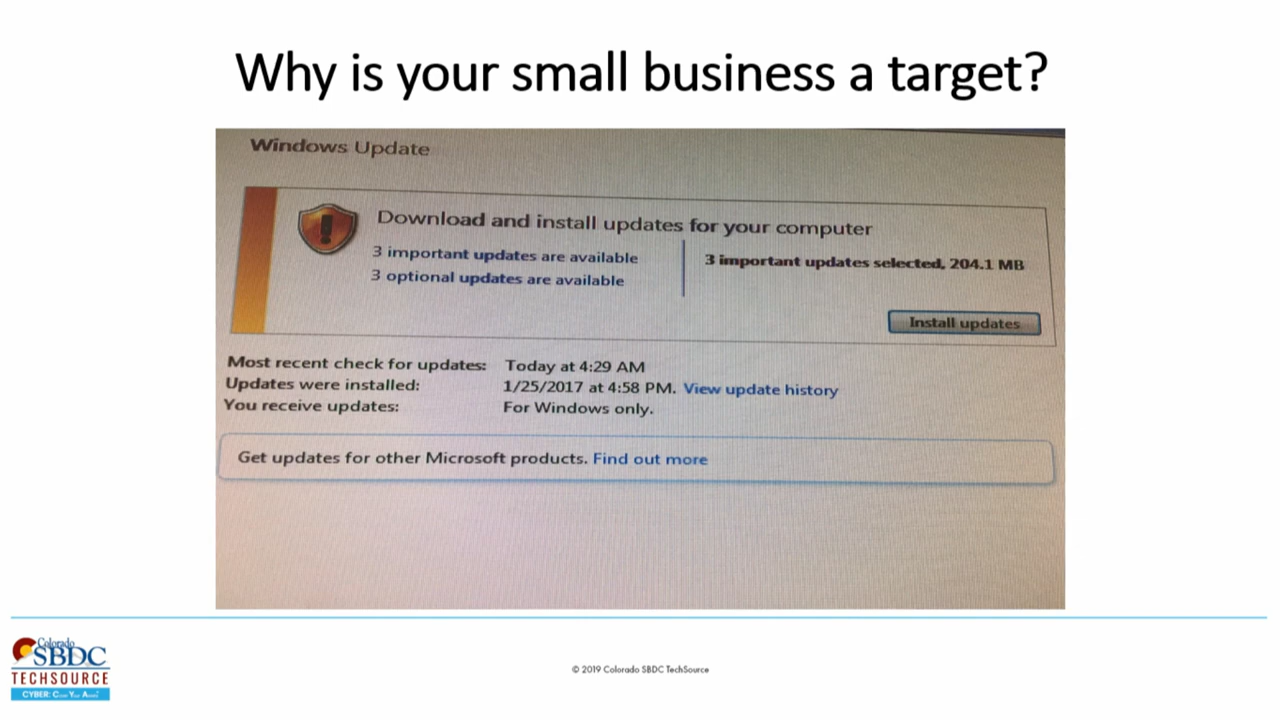 Why is your small business a target?
Windows Update
Download and install updates for your computer
3 important updates are available
3 optional updates are available
3 important updates selected, 204.1 MB
Install updates
Most recent check for updates: Today at 4:29 AM
Updates were installed: 1/25/2017 at 4:58 PM. View update history
You receive updates: For Windows only.
Get updates for other Microsoft products. Find out more
Colorado
SBDC
TECHSOURCE
CYBER: Cover Your Assets
© 2019 Colorado SBDC TechSource